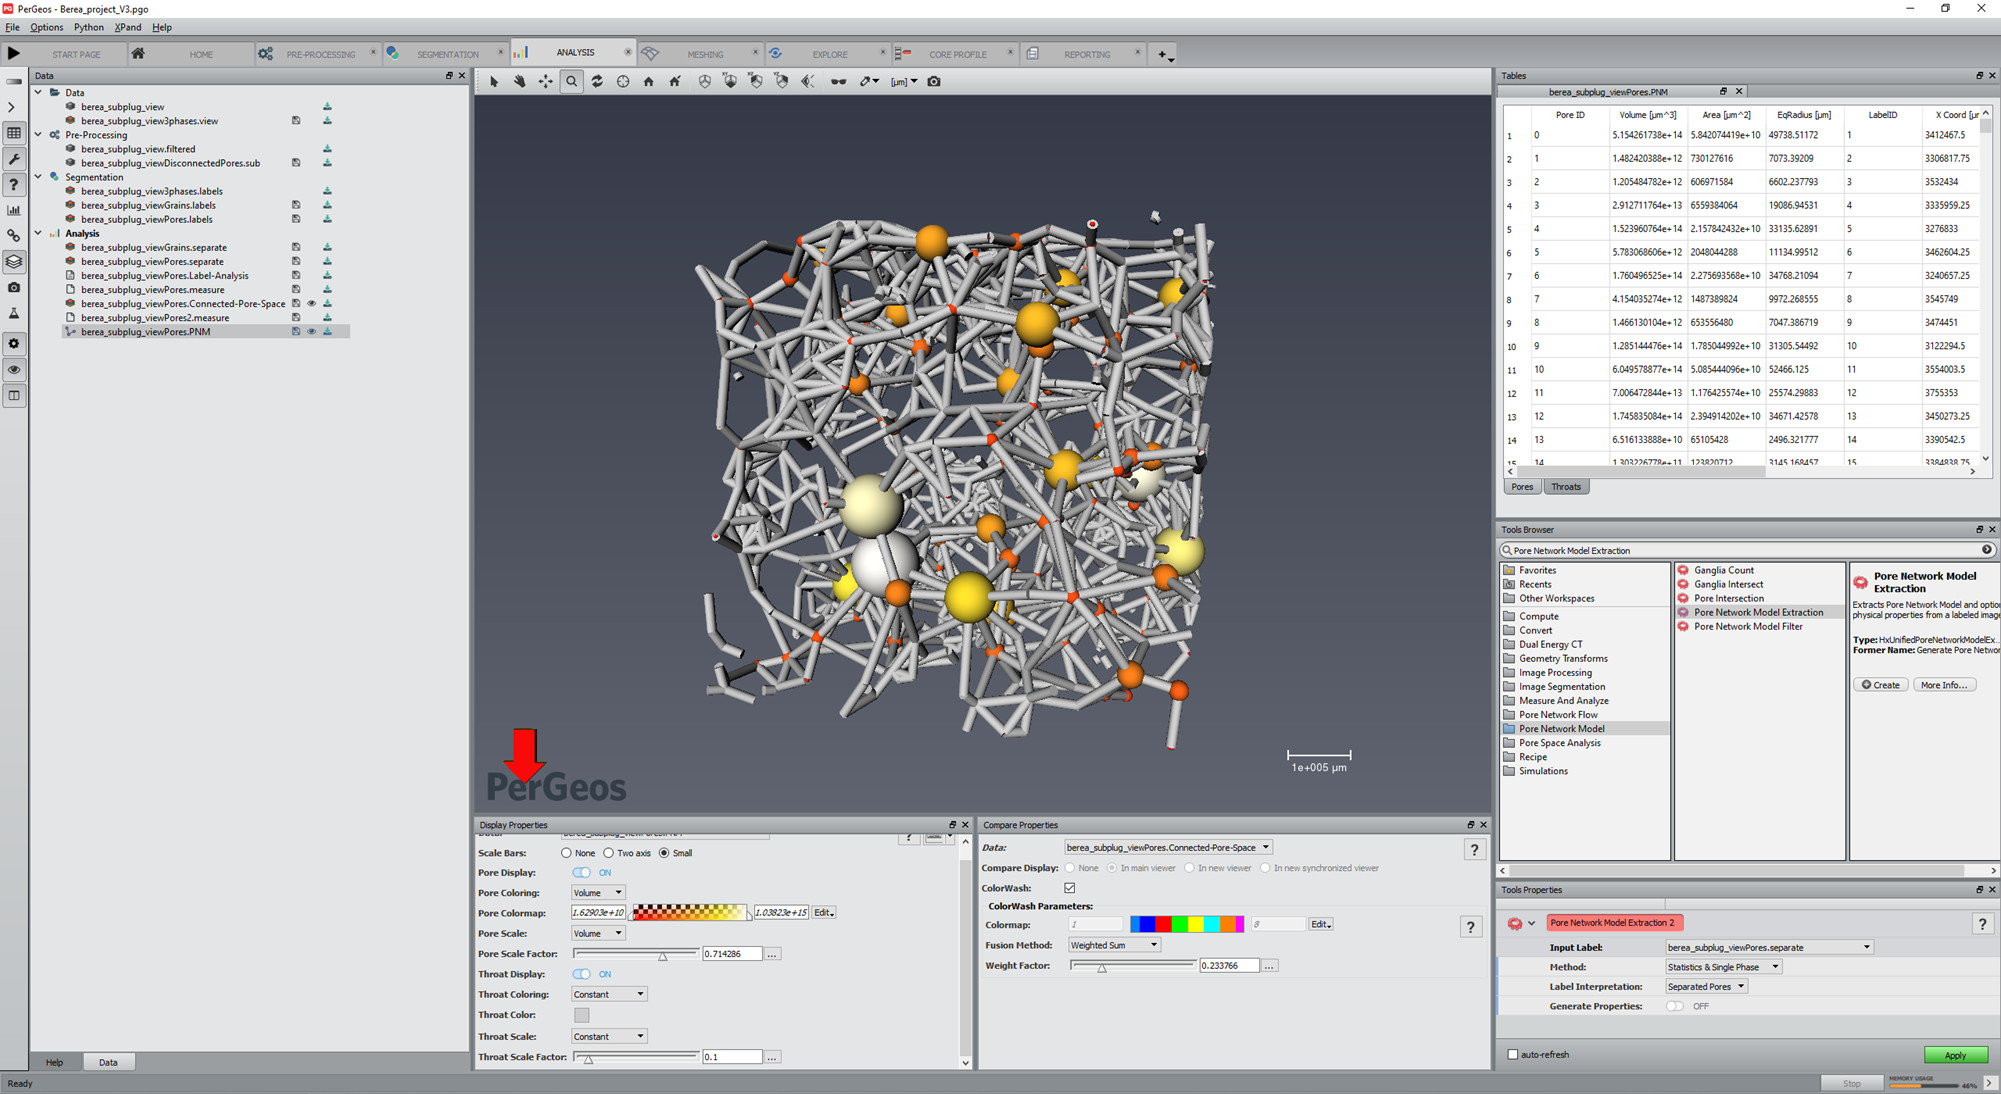 PerGeos - Berea_project_V3.pgo
File Options Python XPand Help
START PAGE HOME PRE-PROCESSING SEGMENTATION ANALYSIS MESHING EXPLORE CORE PROFILE REPORTING
Data
Data
berea_subplug_view
berea_subplug_view3phases.view
Pre-Processing
berea_subplug_view.filtered
berea_subplug_viewDisconnectedPores.sub
Segmentation
berea_subplug_view3phases.labels
berea_subplug_viewGrains.labels
berea_subplug_viewPores.labels
Analysis
berea_subplug_viewGrains.separate
berea_subplug_viewPores.separate
berea_subplug_viewPores.Label-Analysis
berea_subplug_viewPores.measure
berea_subplug_viewPores.Connected-Pore-Space
berea_subplug_viewPores2.measure
berea_subplug_viewPores.PNM
Help Data
[µm]
1e+005 µm
PerGeos
Display Properties
Scale Bars: None Two axis Small
Pore Display: ON
Pore Coloring: Volume
Pore Colormap: 1.62903e+10 1.03823e+15 Edit
Pore Scale: Volume
Pore Scale Factor: 0.714286 ...
Throat Display: ON
Throat Coloring: Constant
Throat Color:
Throat Scale: Constant
Throat Scale Factor: 0.1 ...
Compare Properties
Data: berea_subplug_viewPores.Connected-Pore-Space ?
Compare Display: None In main viewer In new viewer In new synchronized viewer
ColorWash:
ColorWash Parameters:
Colormap: 1 8 Edit ?
Fusion Method: Weighted Sum
Weight Factor: 0.233766 ...
Tables
berea_subplug_viewPores.PNM
Pore ID Volume [µm^3] Area [µm^2] EqRadius [µm] LabelID X Coord [µm
1 0 5.154261738e+14 5.842074419e+10 49738.51172 1 3412467.5
2 1 1.482420388e+12 730127616 7073.39209 2 3306817.75
3 2 1.205484782e+12 606971584 6602.237793 3 3532434
4 3 2.912711764e+13 6559384064 19086.94531 4 3335959.25
5 4 1.523960764e+14 2.157842432e+10 33135.62891 5 3276833
6 5 5.783068606e+12 2048044288 11134.99512 6 3462604.25
7 6 1.760496525e+14 2.275693568e+10 34768.21094 7 3240657.25
8 7 4.154035274e+12 1487389824 9972.268555 8 3545749
9 8 1.466130104e+12 653556480 7047.386719 9 3474451
10 9 1.285144476e+14 1.785044992e+10 31305.54492 10 3122294.5
11 10 6.049578877e+14 5.085444096e+10 52466.125 11 3554003.5
12 11 7.006472844e+13 1.176425574e+10 25574.29883 12 3755353
13 12 1.745835084e+14 2.394914202e+10 34671.42578 13 3450273.25
14 13 6.516133888e+10 65105428 2496.321777 14 3390542.5
15 14 1.303226778e+11 123820712 3145.168457 15 3384838.75
Pores Throats
Tools Browser
Pore Network Model Extraction
Favorites
Recents
Other Workspaces
Compute
Convert
Dual Energy CT
Geometry Transforms
Image Processing
Image Segmentation
Measure And Analyze
Pore Network Flow
Pore Network Model
Pore Space Analysis
Recipe
Simulations
Ganglia Count
Ganglia Intersect
Pore Intersection
Pore Network Model Extraction
Pore Network Model Filter
Pore Network Model
Extraction
Extracts Pore Network Model and optio
physical properties from a labeled imag
Type: HxUnifiedPoreNetworkModelEx...
Former Name: Generate Pore Networ
Create More Info...
Tools Properties
Pore Network Model Extraction 2 ?
Input Label: berea_subplug_viewPores.separate
Method: Statistics & Single Phase
Label Interpretation: Separated Pores
Generate Properties: OFF
auto-refresh Apply
Ready Stop MEMORY USAGE 46%